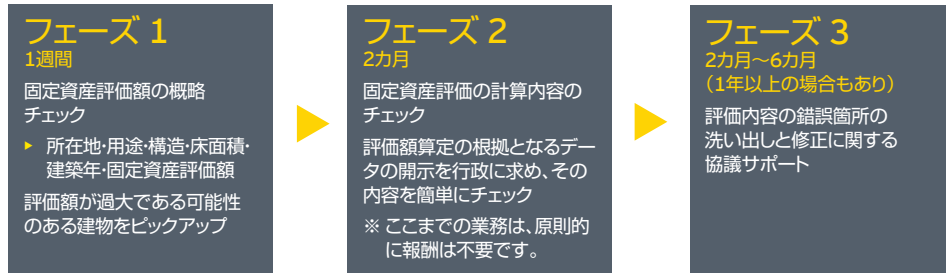 フェーズ 1
1週間
固定資産評価額の概略
チェック
▶ 所在地・用途・構造・床面積・
建築年・固定資産評価額
評価額が過大である可能性
のある建物をピックアップ
フェーズ 2
2カ月
固定資産評価の計算内容の
チェック
評価額算定の根拠となるデー
タの開示を行政に求め、その
内容を簡単にチェック
※ ここまでの業務は、原則的
に報酬は不要です。
フェーズ 3
2カ月～6カ月
（1年以上の場合もあり）
評価内容の錯誤箇所の
洗い出しと修正に関する
協議サポート